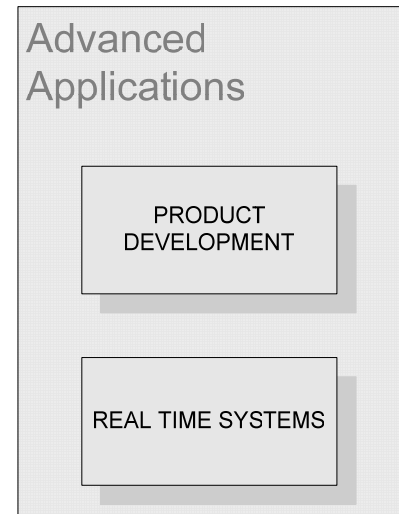 Advanced
Applications
PRODUCT
DEVELOPMENT
REAL TIME SYSTEMS